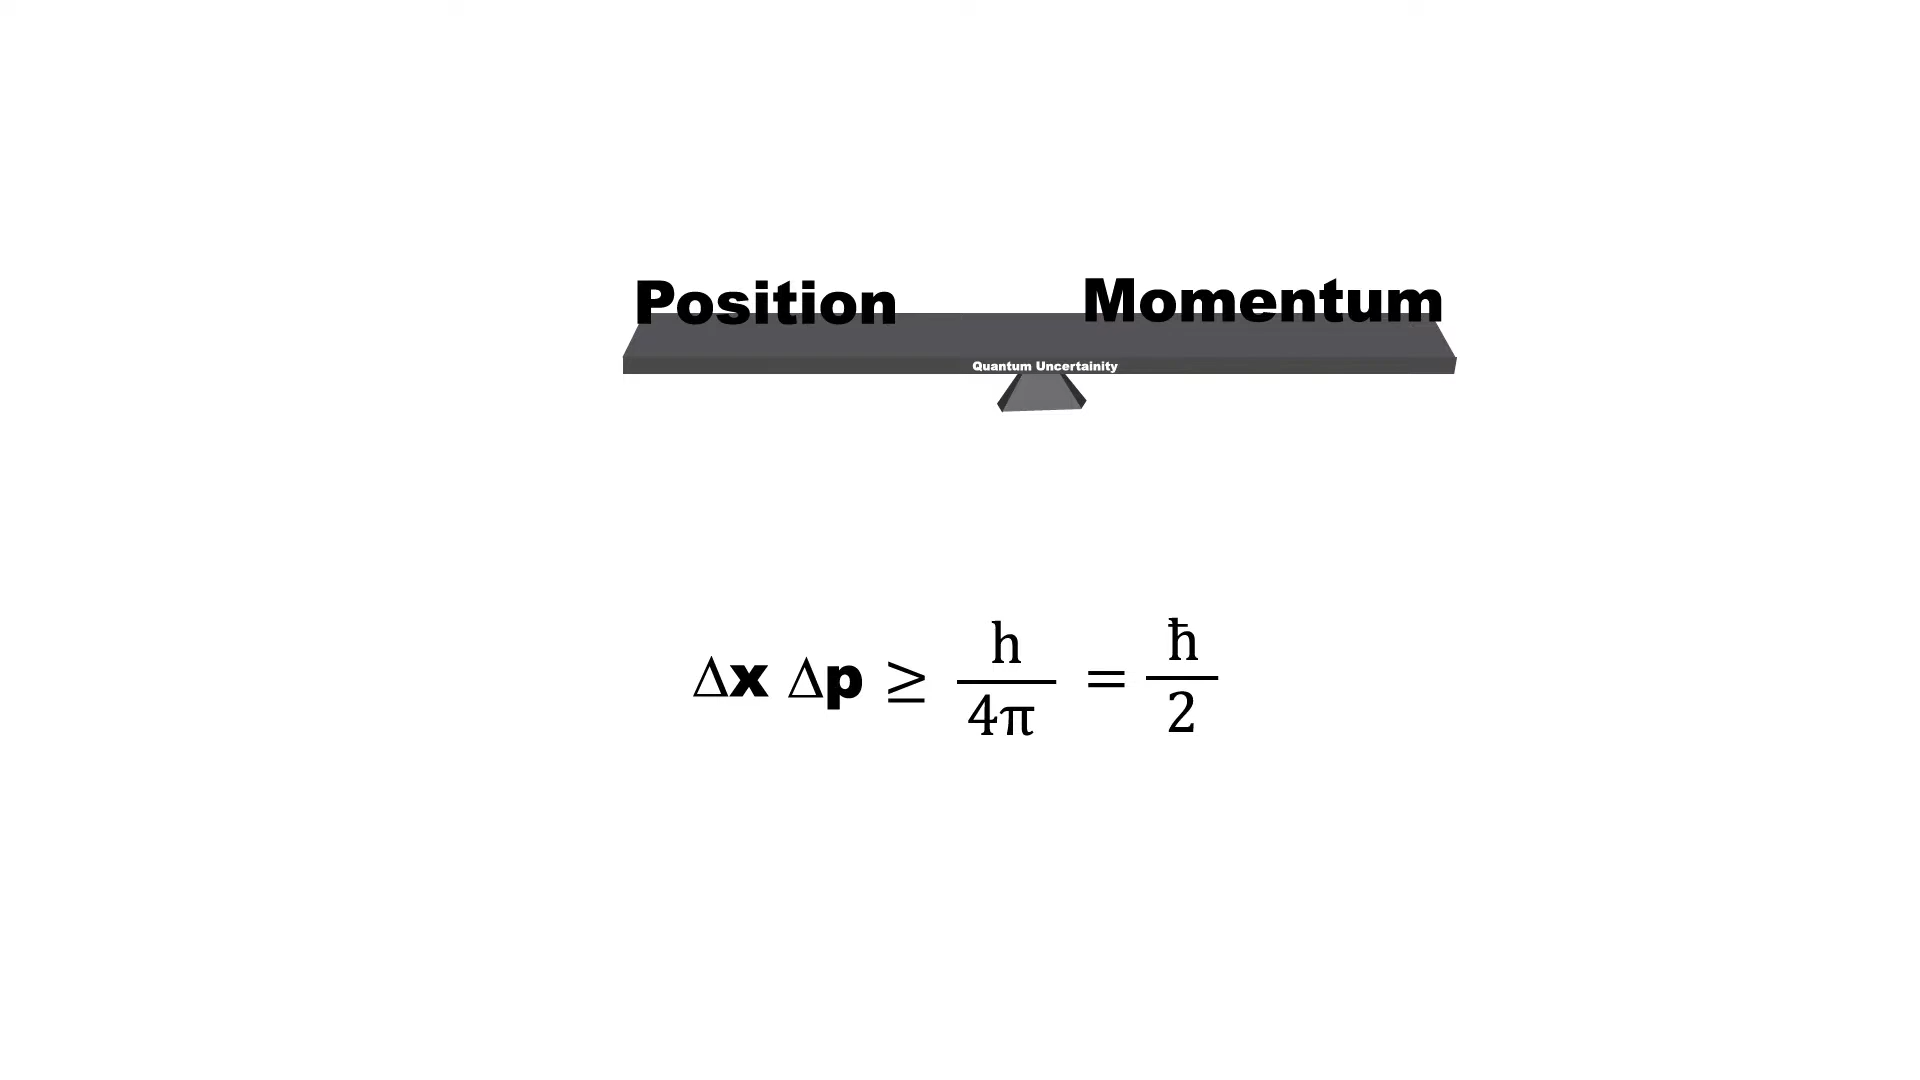 Position Momentum
Quantum Uncertainity
Δx Δp ≥ h/4π = ħ/2